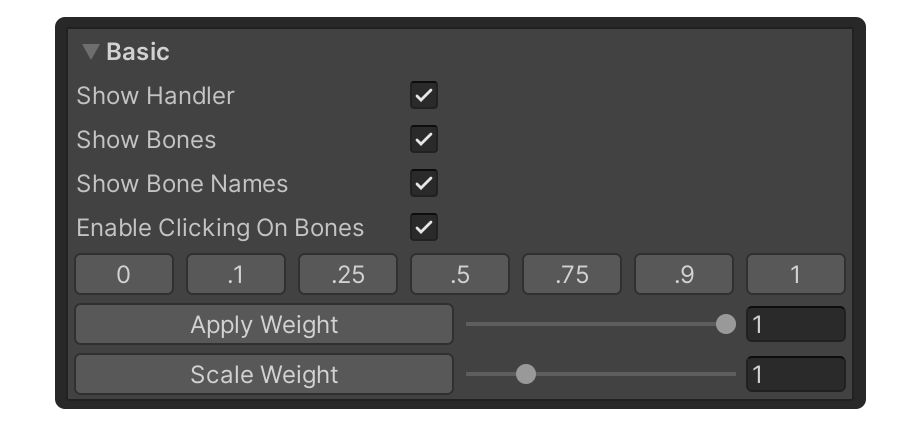 Basic
Show Handler
Show Bones
Show Bone Names
Enable Clicking On Bones
0 .1 .25 .5 .75 .9 1
Apply Weight 1
Scale Weight 1